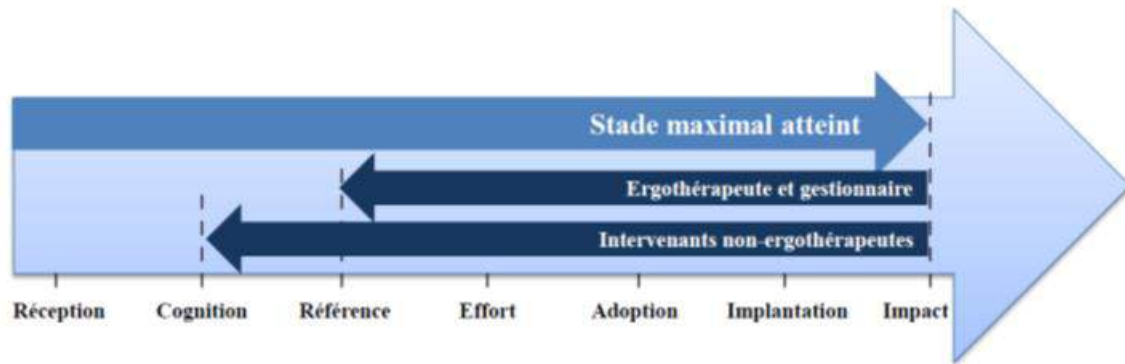 Stade maximal atteint
Ergothérapeute et gestionnaire
Intervenants non-ergothérapeutes
Réception Cognition Référence Effort Adoption Implantation Impact